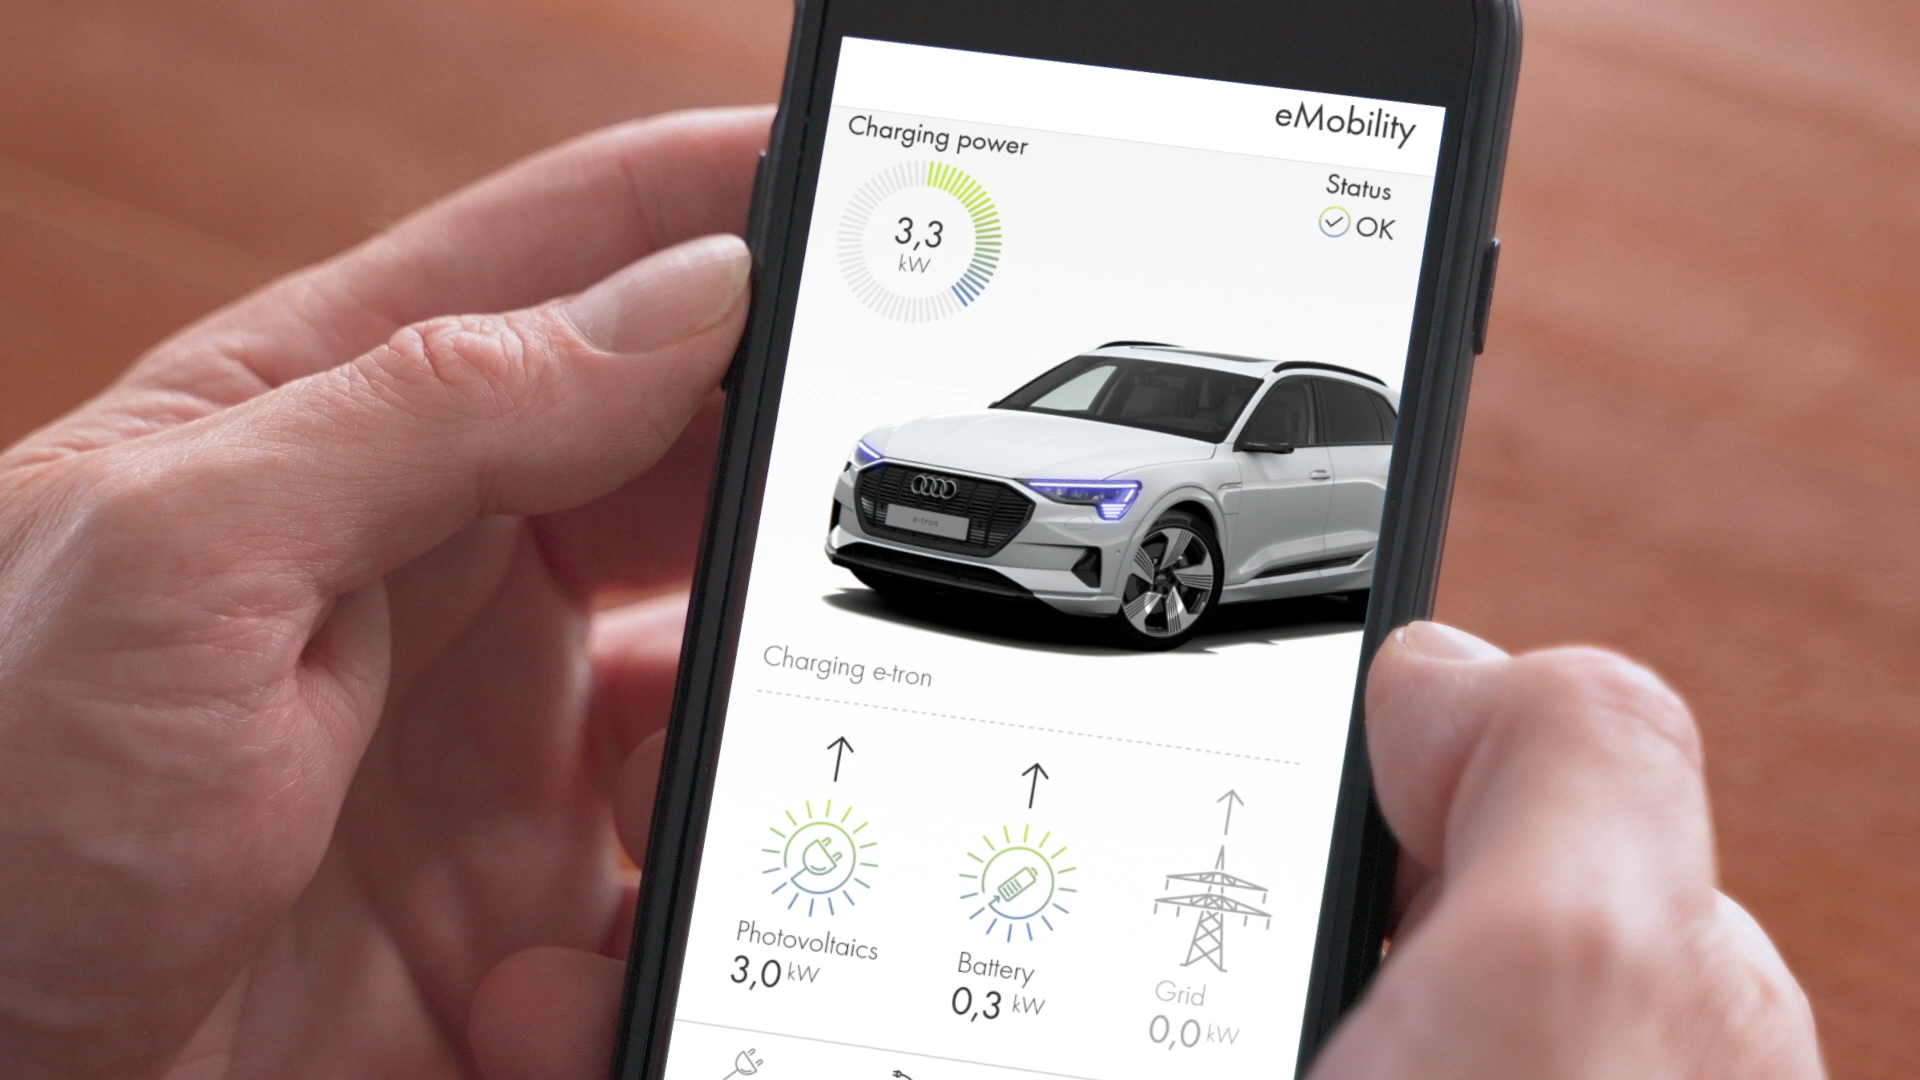 eMobility
Charging power
3,3
kW
Status
OK
e-tron
Charging e-tron
Photovoltaics
3,0 kW
Battery
0,3 kW
Grid
0,0 kW